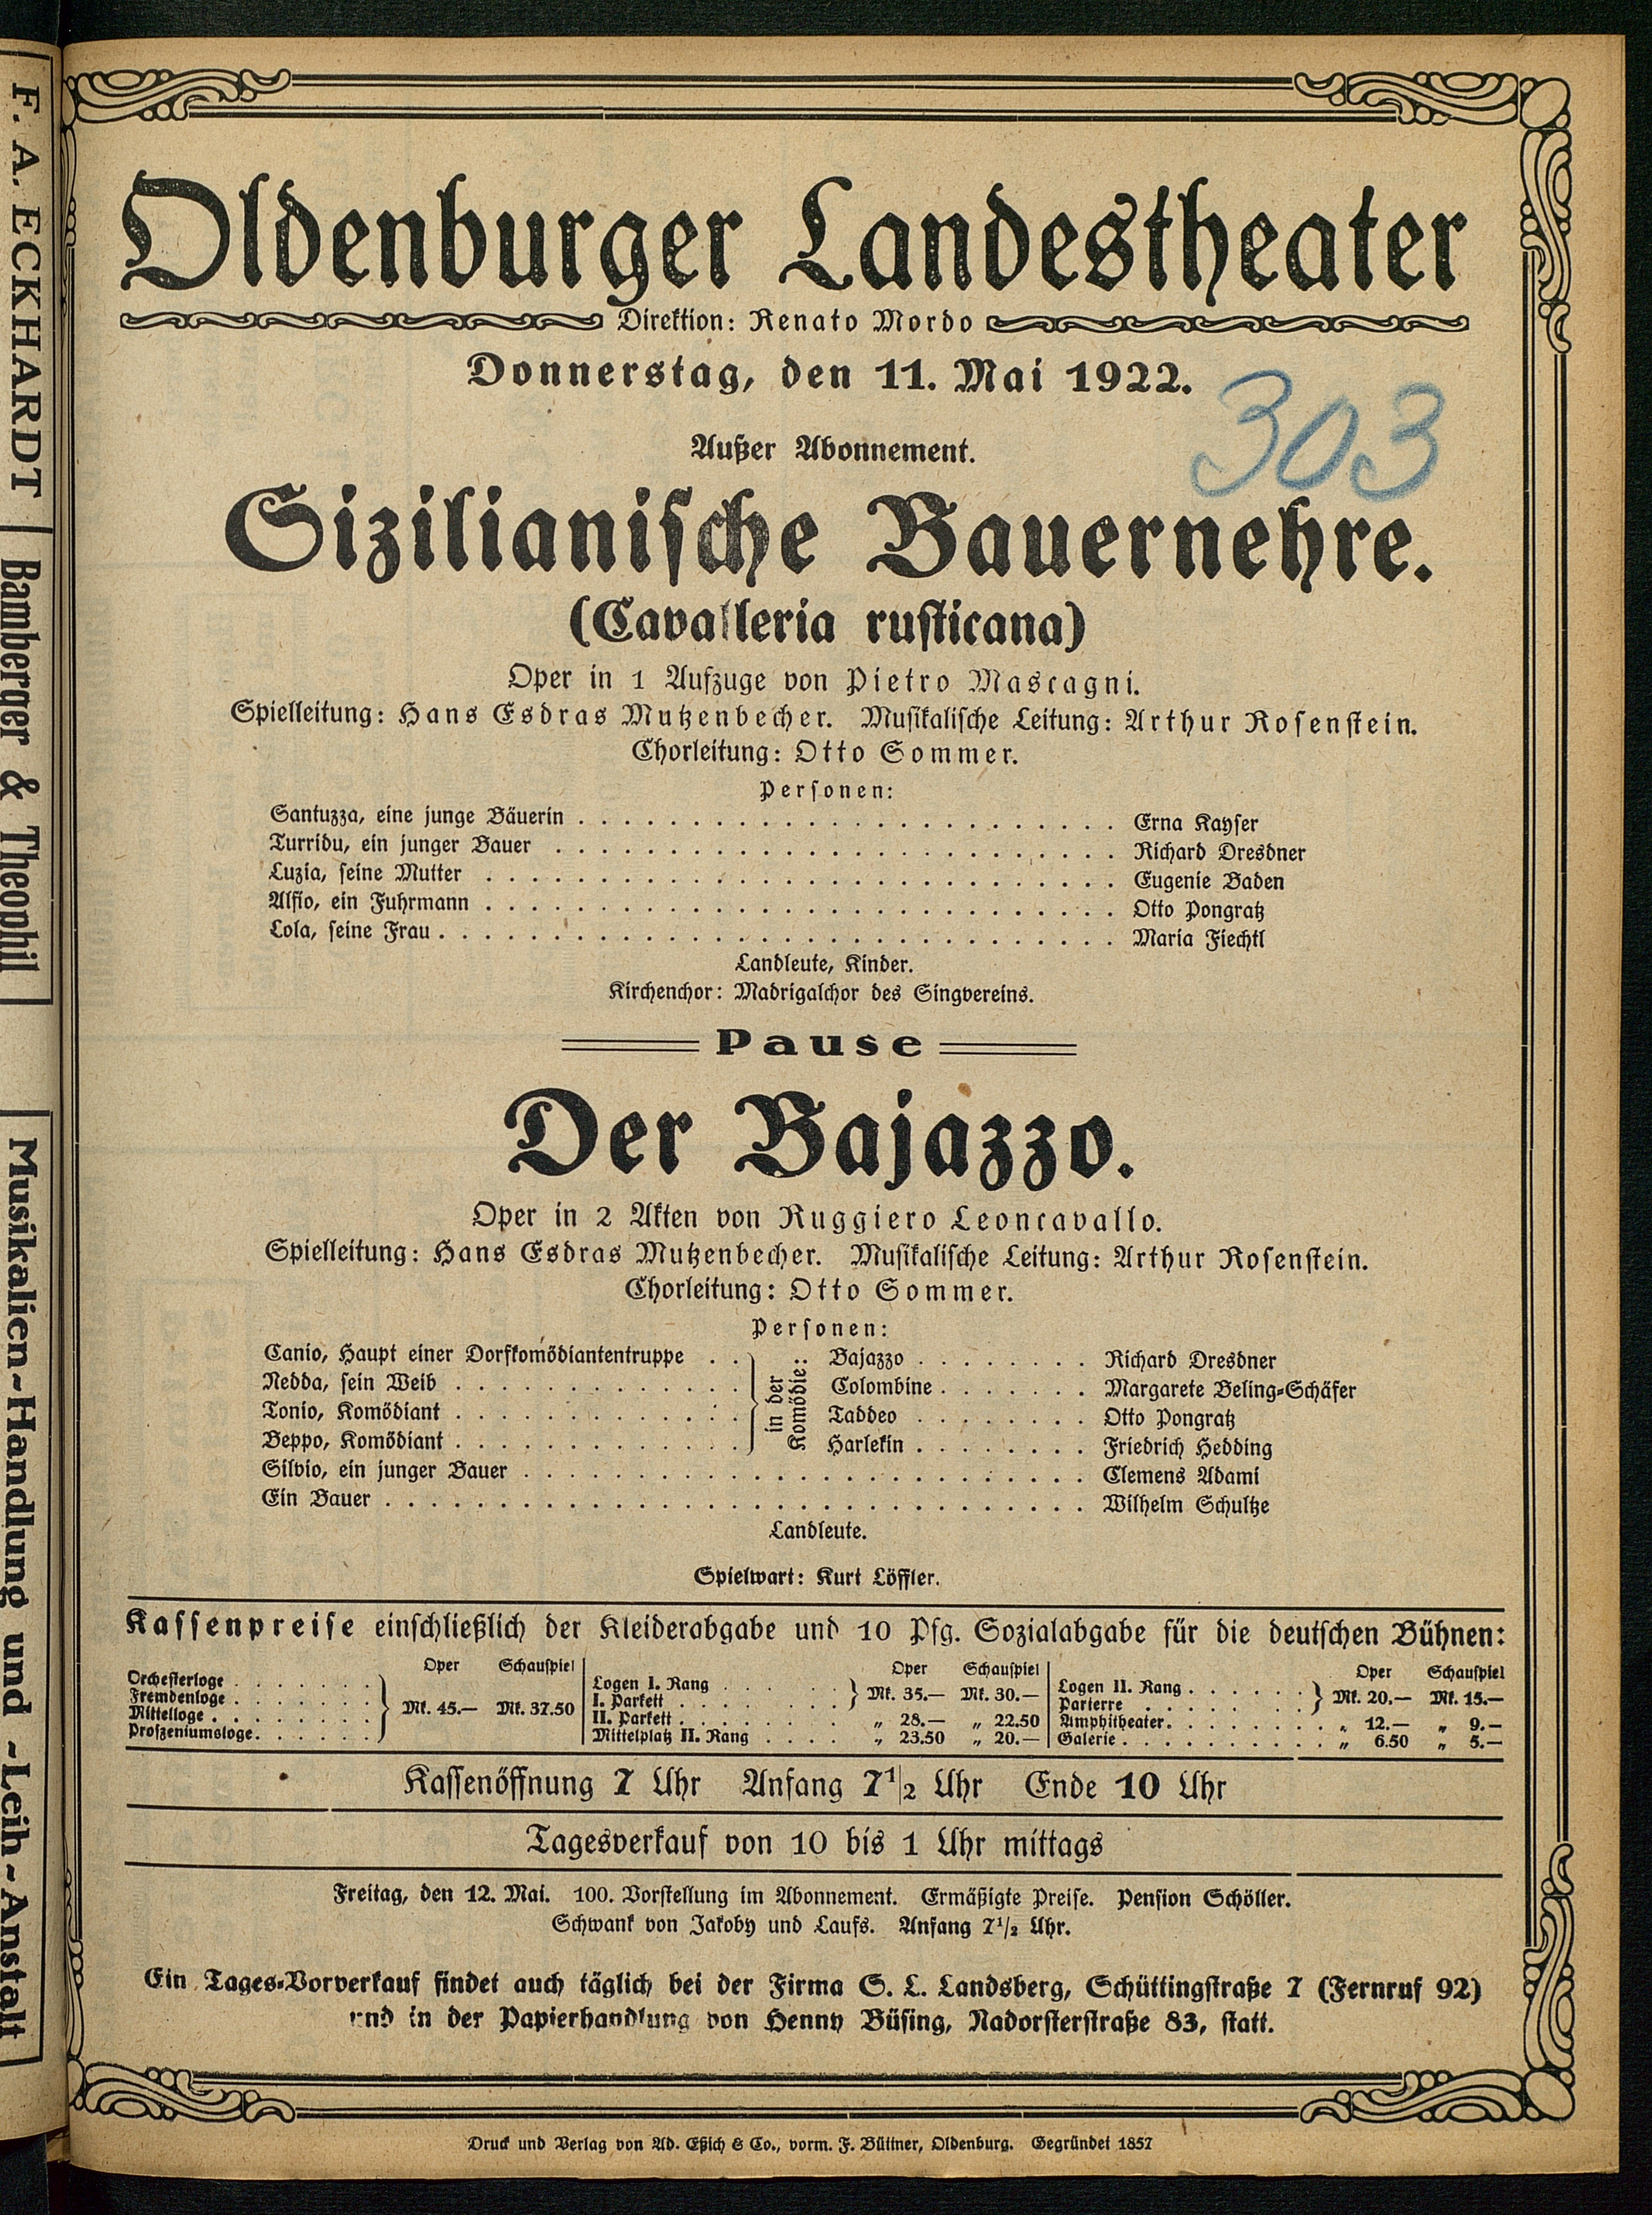 F. A. ECKHARDT
Bamberger & Theophil
Musikalien-Handlung und -Leih-Anstalt
Oldenburger Landestheater
Direktion: Renato Mordo
Donnerstag, den 11. Mai 1922.
303
Außer Abonnement.
Sizilianische Bauernehre.
(Cavalleria rusticana)
Oper in 1 Aufzuge von Pietro Mascagni.
Spielleitung: Hans Esdras Mutzenbecher. Musikalische Leitung: Arthur Rosenstein.
Chorleitung: Otto Sommer.
Personen:
Santuzza, eine junge Bäuerin . . . . . Erna Kayser
Turridu, ein junger Bauer . . . . . Richard Dresdner
Luzia, seine Mutter . . . . . Eugenie Baden
Alfio, ein Fuhrmann . . . . . Otto Pongratz
Lola, seine Frau . . . . . Maria Fiechtl
Landleute, Kinder.
Kirchenchor: Madrigalchor des Singvereins.
Pause
Der Bajazzo.
Oper in 2 Akten von Ruggiero Leoncavallo.
Spielleitung: Hans Esdras Mutzenbecher. Musikalische Leitung: Arthur Rosenstein.
Chorleitung: Otto Sommer.
Personen:
in der Komödie:
Canio, Haupt einer Dorfkomödiantentruppe . . Bajazzo . . . . . Richard Dresdner
Nedda, sein Weib . . . . . Colombine . . . . . Margarete Beling-Schäfer
Tonio, Komödiant . . . . . Taddeo . . . . . Otto Pongratz
Beppo, Komödiant . . . . . Harlekin . . . . . Friedrich Hedding
Silvio, ein junger Bauer . . . . . Clemens Adami
Ein Bauer . . . . . Wilhelm Schultze
Landleute.
Spielwart: Kurt Löffler.
Kassenpreise einschließlich der Kleiderabgabe und 10 Pfg. Sozialabgabe für die deutschen Bühnen:
Oper Schauspiel
Orchesterloge
Fremdenloge
Mittelloge
Proszeniumsloge
Mk. 45.— Mk. 37.50
Oper Schauspiel
Logen I. Rang
I. Parkett
Mk. 35.— Mk. 30.—
II. Parkett . . . . . „ 28.— „ 22.50
Mittelplatz II. Rang . . . . „ 23.50 „ 20.—
Oper Schauspiel
Logen II. Rang
Parterre
Mk. 20.— Mk. 15.—
Amphitheater . . . . . „ 12.— „ 9.—
Galerie . . . . . „ 6.50 „ 5.—
Kassenöffnung 7 Uhr Anfang 7½ Uhr Ende 10 Uhr
Tagesverkauf von 10 bis 1 Uhr mittags
Freitag, den 12. Mai. 100. Vorstellung im Abonnement. Ermäßigte Preise. Pension Schöller.
Schwank von Jakoby und Laufs. Anfang 7½ Uhr.
Ein Tages-Vorverkauf findet auch täglich bei der Firma S. L. Landsberg, Schüttingstraße 7 (Fernruf 92)
und in der Papierhandlung von Henny Büsing, Nadorsterstraße 83, statt.
Druck und Verlag von Ad. Eßich & Co., vorm. F. Büttner, Oldenburg. Gegründet 1857